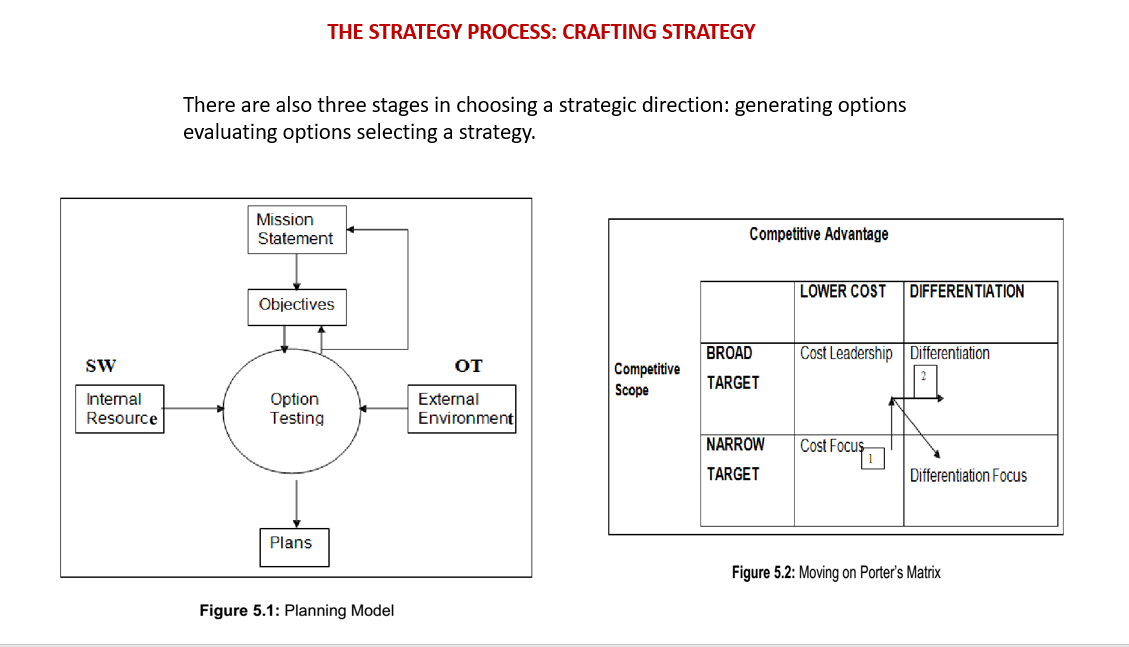 THE STRATEGY PROCESS: CRAFTING STRATEGY
There are also three stages in choosing a strategic direction: generating options
evaluating options selecting a strategy.
Mission
Statement
Objectives
SW
OT
Internal
Resource
Option
Testing
External
Environment
Plans
Figure 5.1: Planning Model
Competitive Advantage
LOWER COST
DIFFERENTIATION
Competitive
Scope
BROAD
TARGET
Cost Leadership
Differentiation
2
NARROW
TARGET
Cost Focus
1
Differentiation Focus
Figure 5.2: Moving on Porter's Matrix